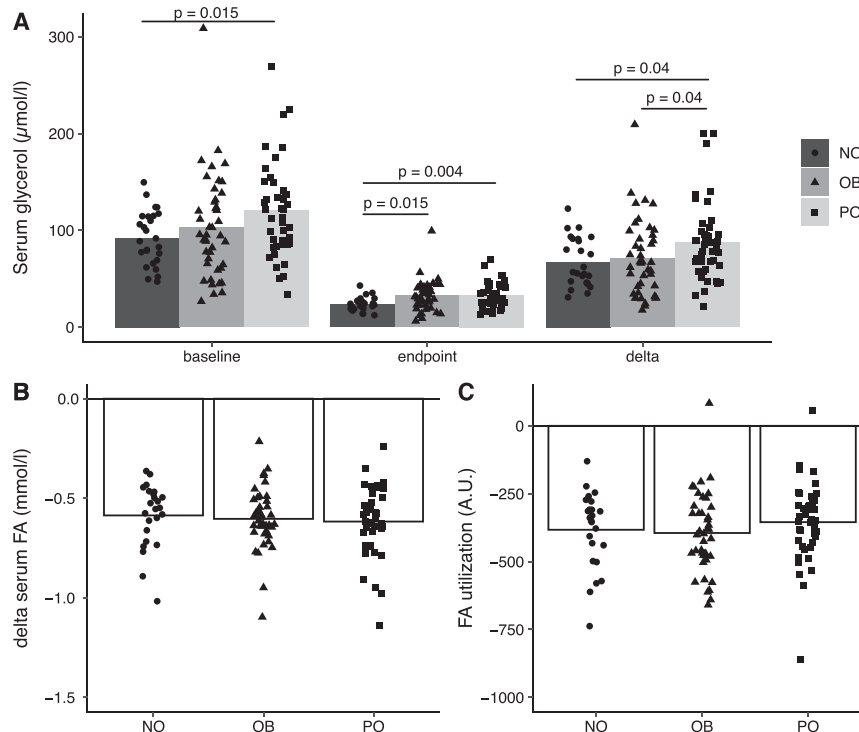 A
Serum glycerol (µmol/l)
300
200
100
0
p = 0.015
p = 0.004
p = 0.015
p = 0.04
p = 0.04
baseline
endpoint
delta
NO
OB
PO
B
delta serum FA (mmol/l)
0.0
−0.5
−1.0
−1.5
NO
OB
PO
C
FA utilization (A.U.)
0
−250
−500
−750
−1000
NO
OB
PO